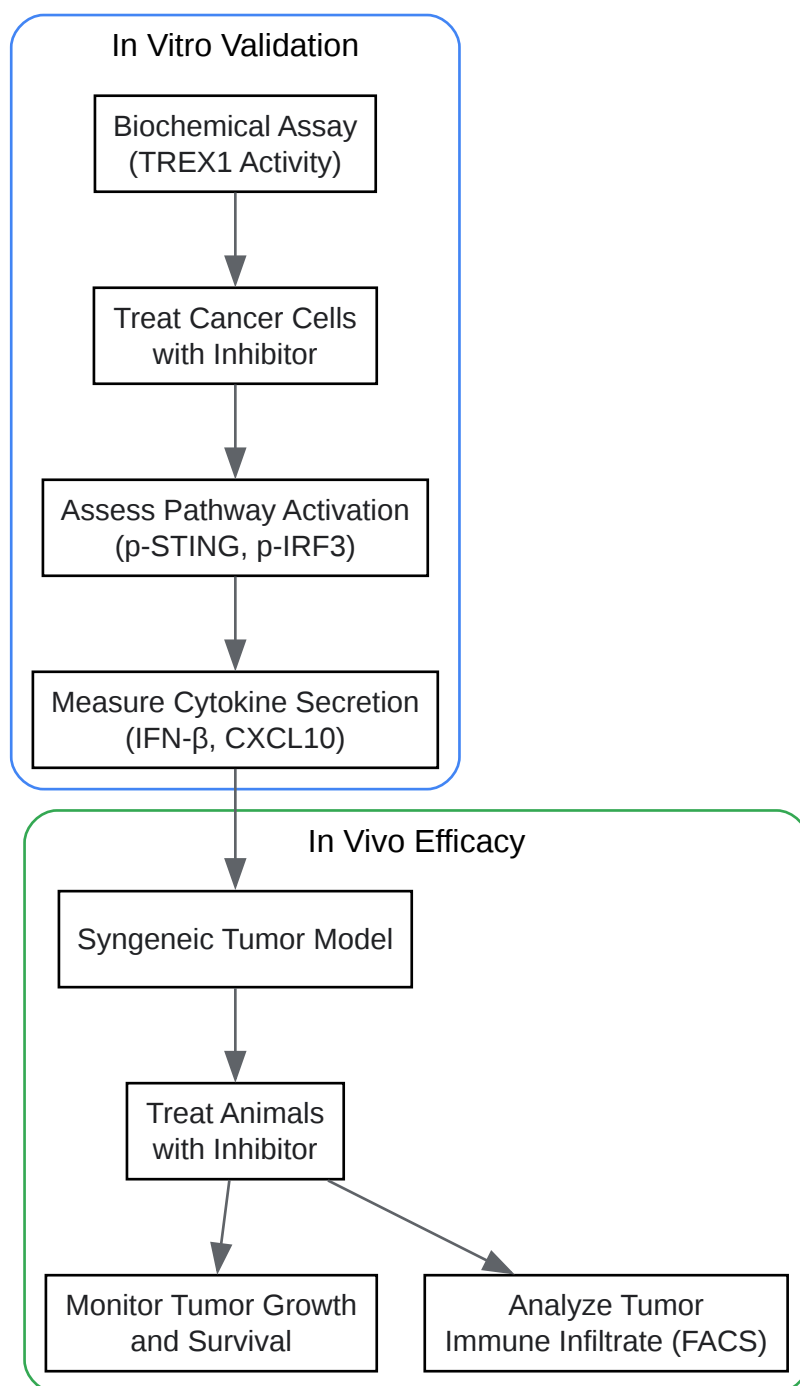 In Vitro Validation
Biochemical Assay
(TREX1 Activity)
Treat Cancer Cells
with Inhibitor
Assess Pathway Activation
(p-STING, p-IRF3)
Measure Cytokine Secretion
(IFN-β, CXCL10)
In Vivo Efficacy
Syngeneic Tumor Model
Treat Animals
with Inhibitor
Monitor Tumor Growth
and Survival
Analyze Tumor
Immune Infiltrate (FACS)